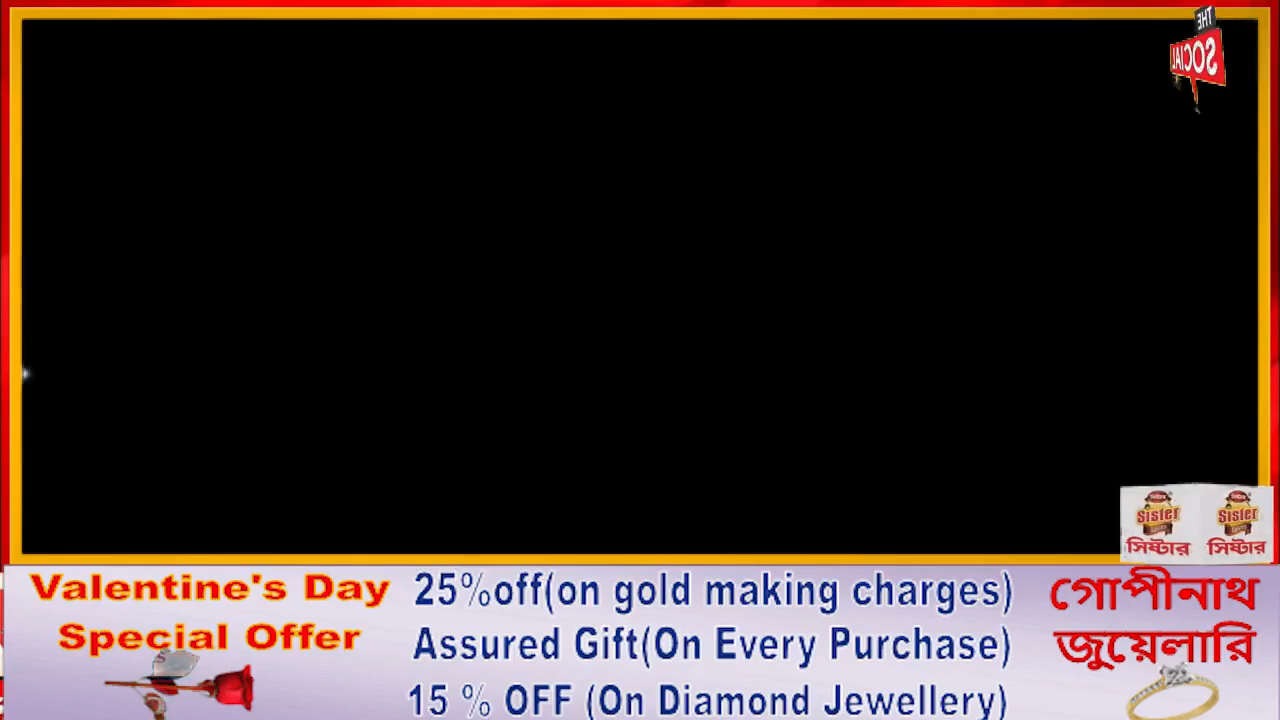 THE
SOCIAL
Sister
সিষ্টার
Sister
সিষ্টার
Valentine's Day
Special Offer
25%off(on gold making charges)
Assured Gift(On Every Purchase)
15 % OFF (On Diamond Jewellery)
গোপীনাথ
জুয়েলারি